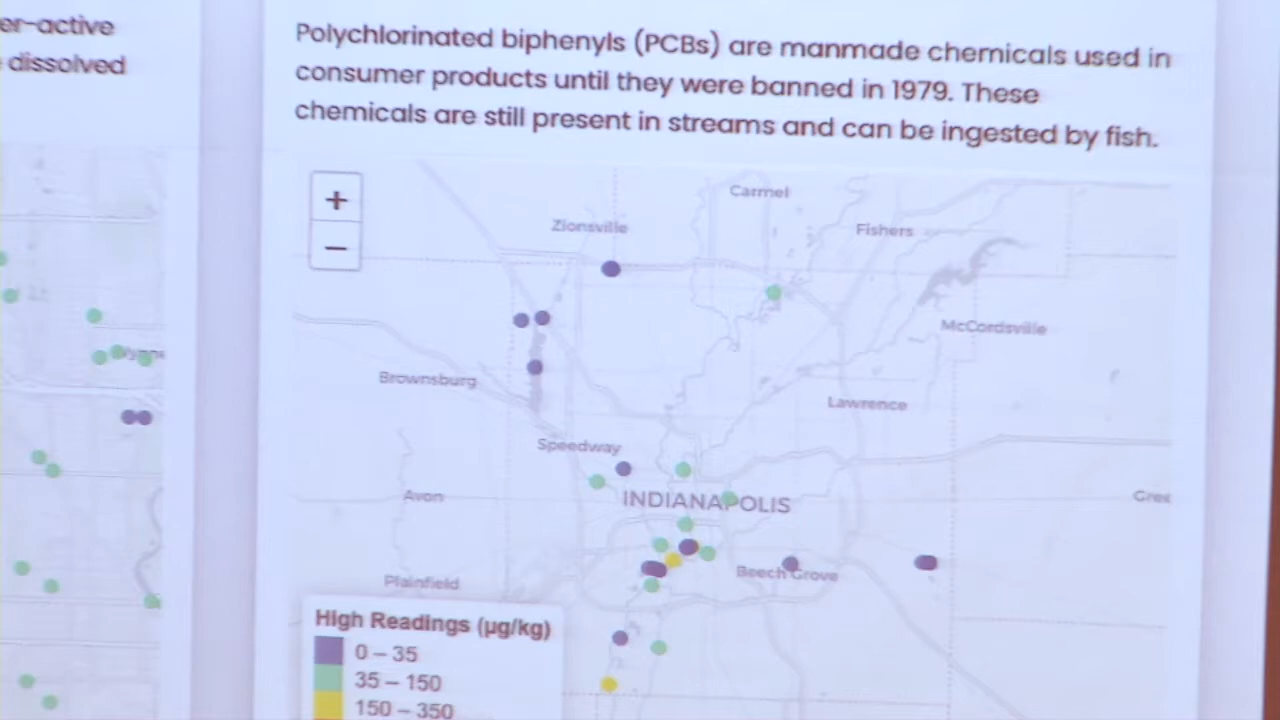 er-active
dissolved
Polychlorinated biphenyls (PCBs) are manmade chemicals used in
consumer products until they were banned in 1979. These
chemicals are still present in streams and can be ingested by fish.
+
−
Carmel
Zionsville
Fishers
McCordsville
Brownsburg
Lawrence
Speedway
Avon
INDIANAPOLIS
Gree
Beech Grove
Plainfield
High Readings (µg/kg)
0 – 35
35 – 150
150 – 350